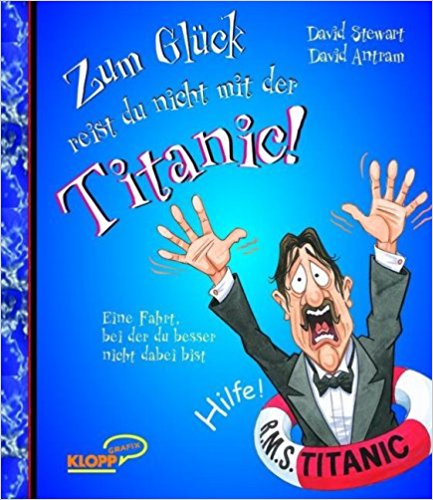 David Stewart
David Antram
Zum Glück
reist du nicht mit der
Titanic!
Eine Fahrt,
bei der du besser
nicht dabei bist
Hilfe!
R.M.S. TITANIC
KLOPP GRAFIX